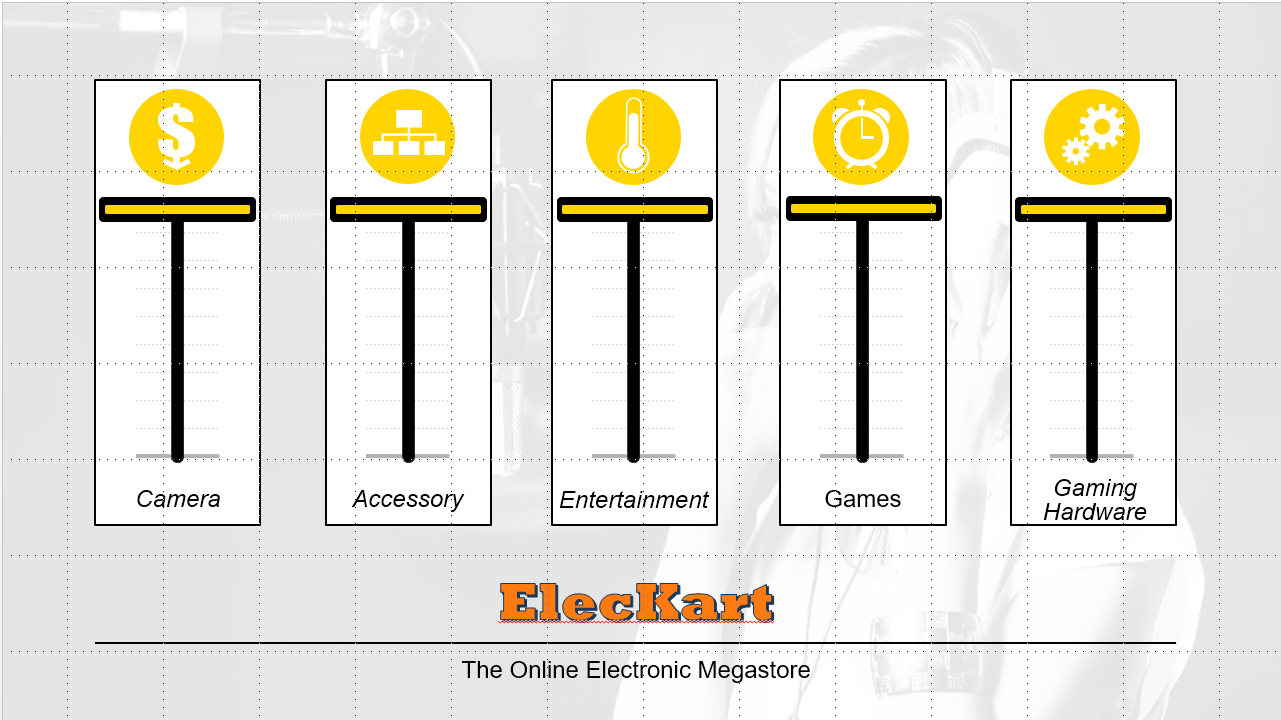 Camera
Accessory
Entertainment
Games
Gaming
Hardware
ElecKart
The Online Electronic Megastore